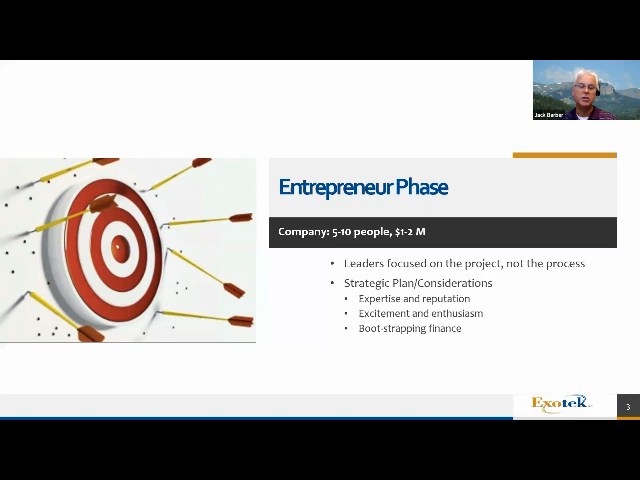 Jack Barber
Entrepreneur Phase
Company: 5-10 people, $1-2 M
• Leaders focused on the project, not the process
• Strategic Plan/Considerations
• Expertise and reputation
• Excitement and enthusiasm
• Boot-strapping finance
Exotek
3